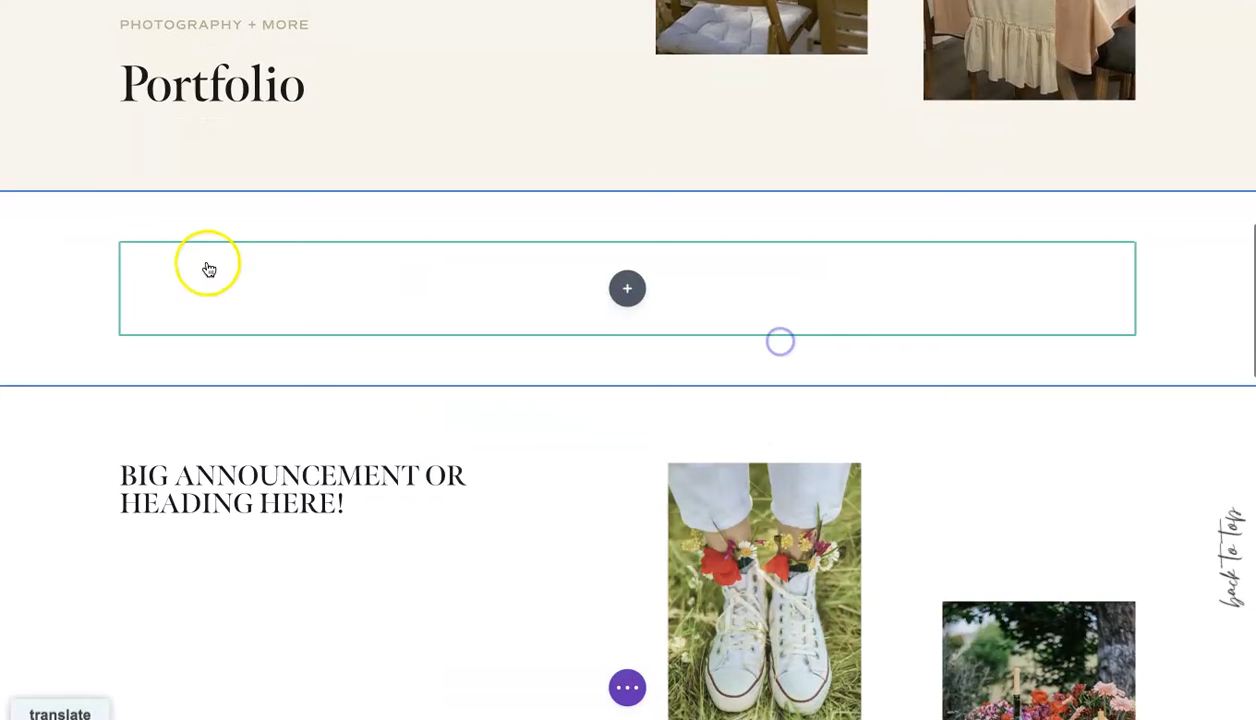 PHOTOGRAPHY + MORE
Portfolio
BIG ANNOUNCEMENT OR
HEADING HERE!
back to top
translate